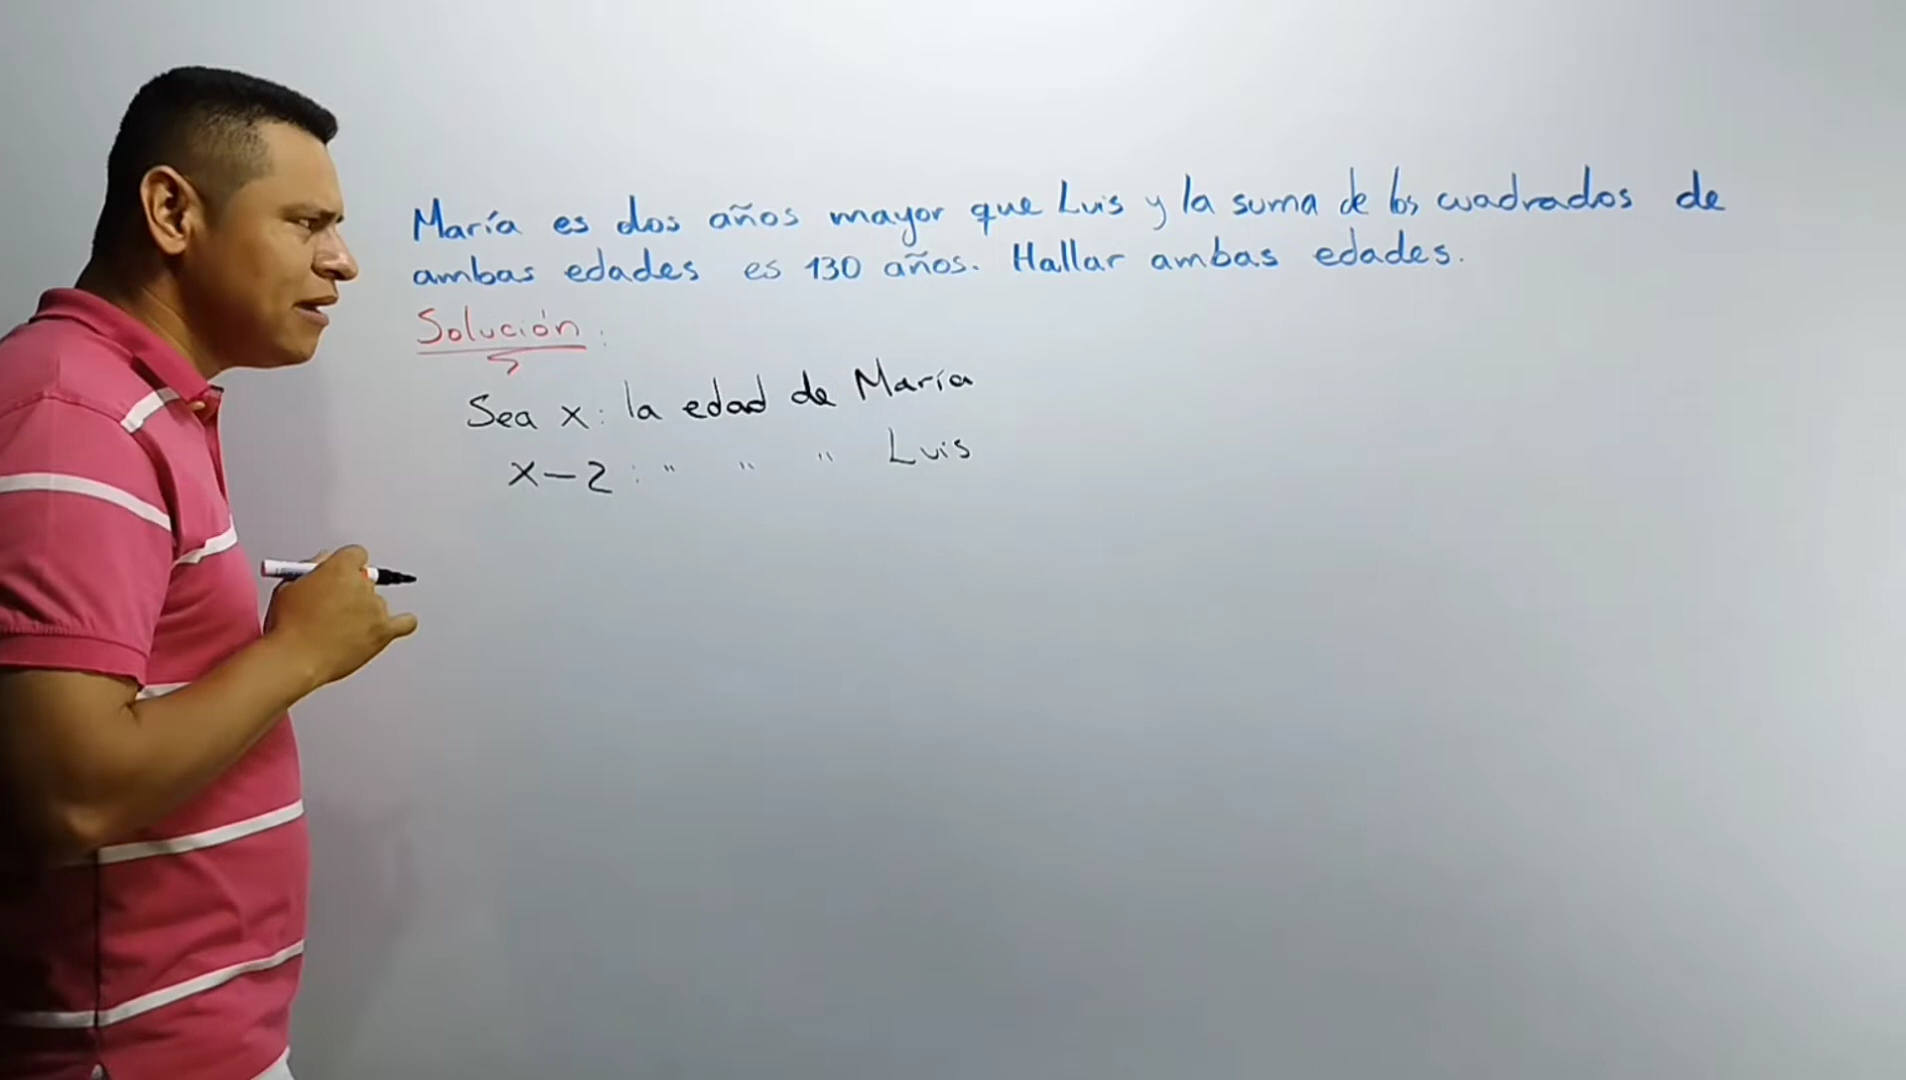 María es dos años mayor que Luis y la suma de los cuadrados de
ambas edades es 130 años. Hallar ambas edades.
Solución:
Sea x: la edad de María
x-2: " " " Luis